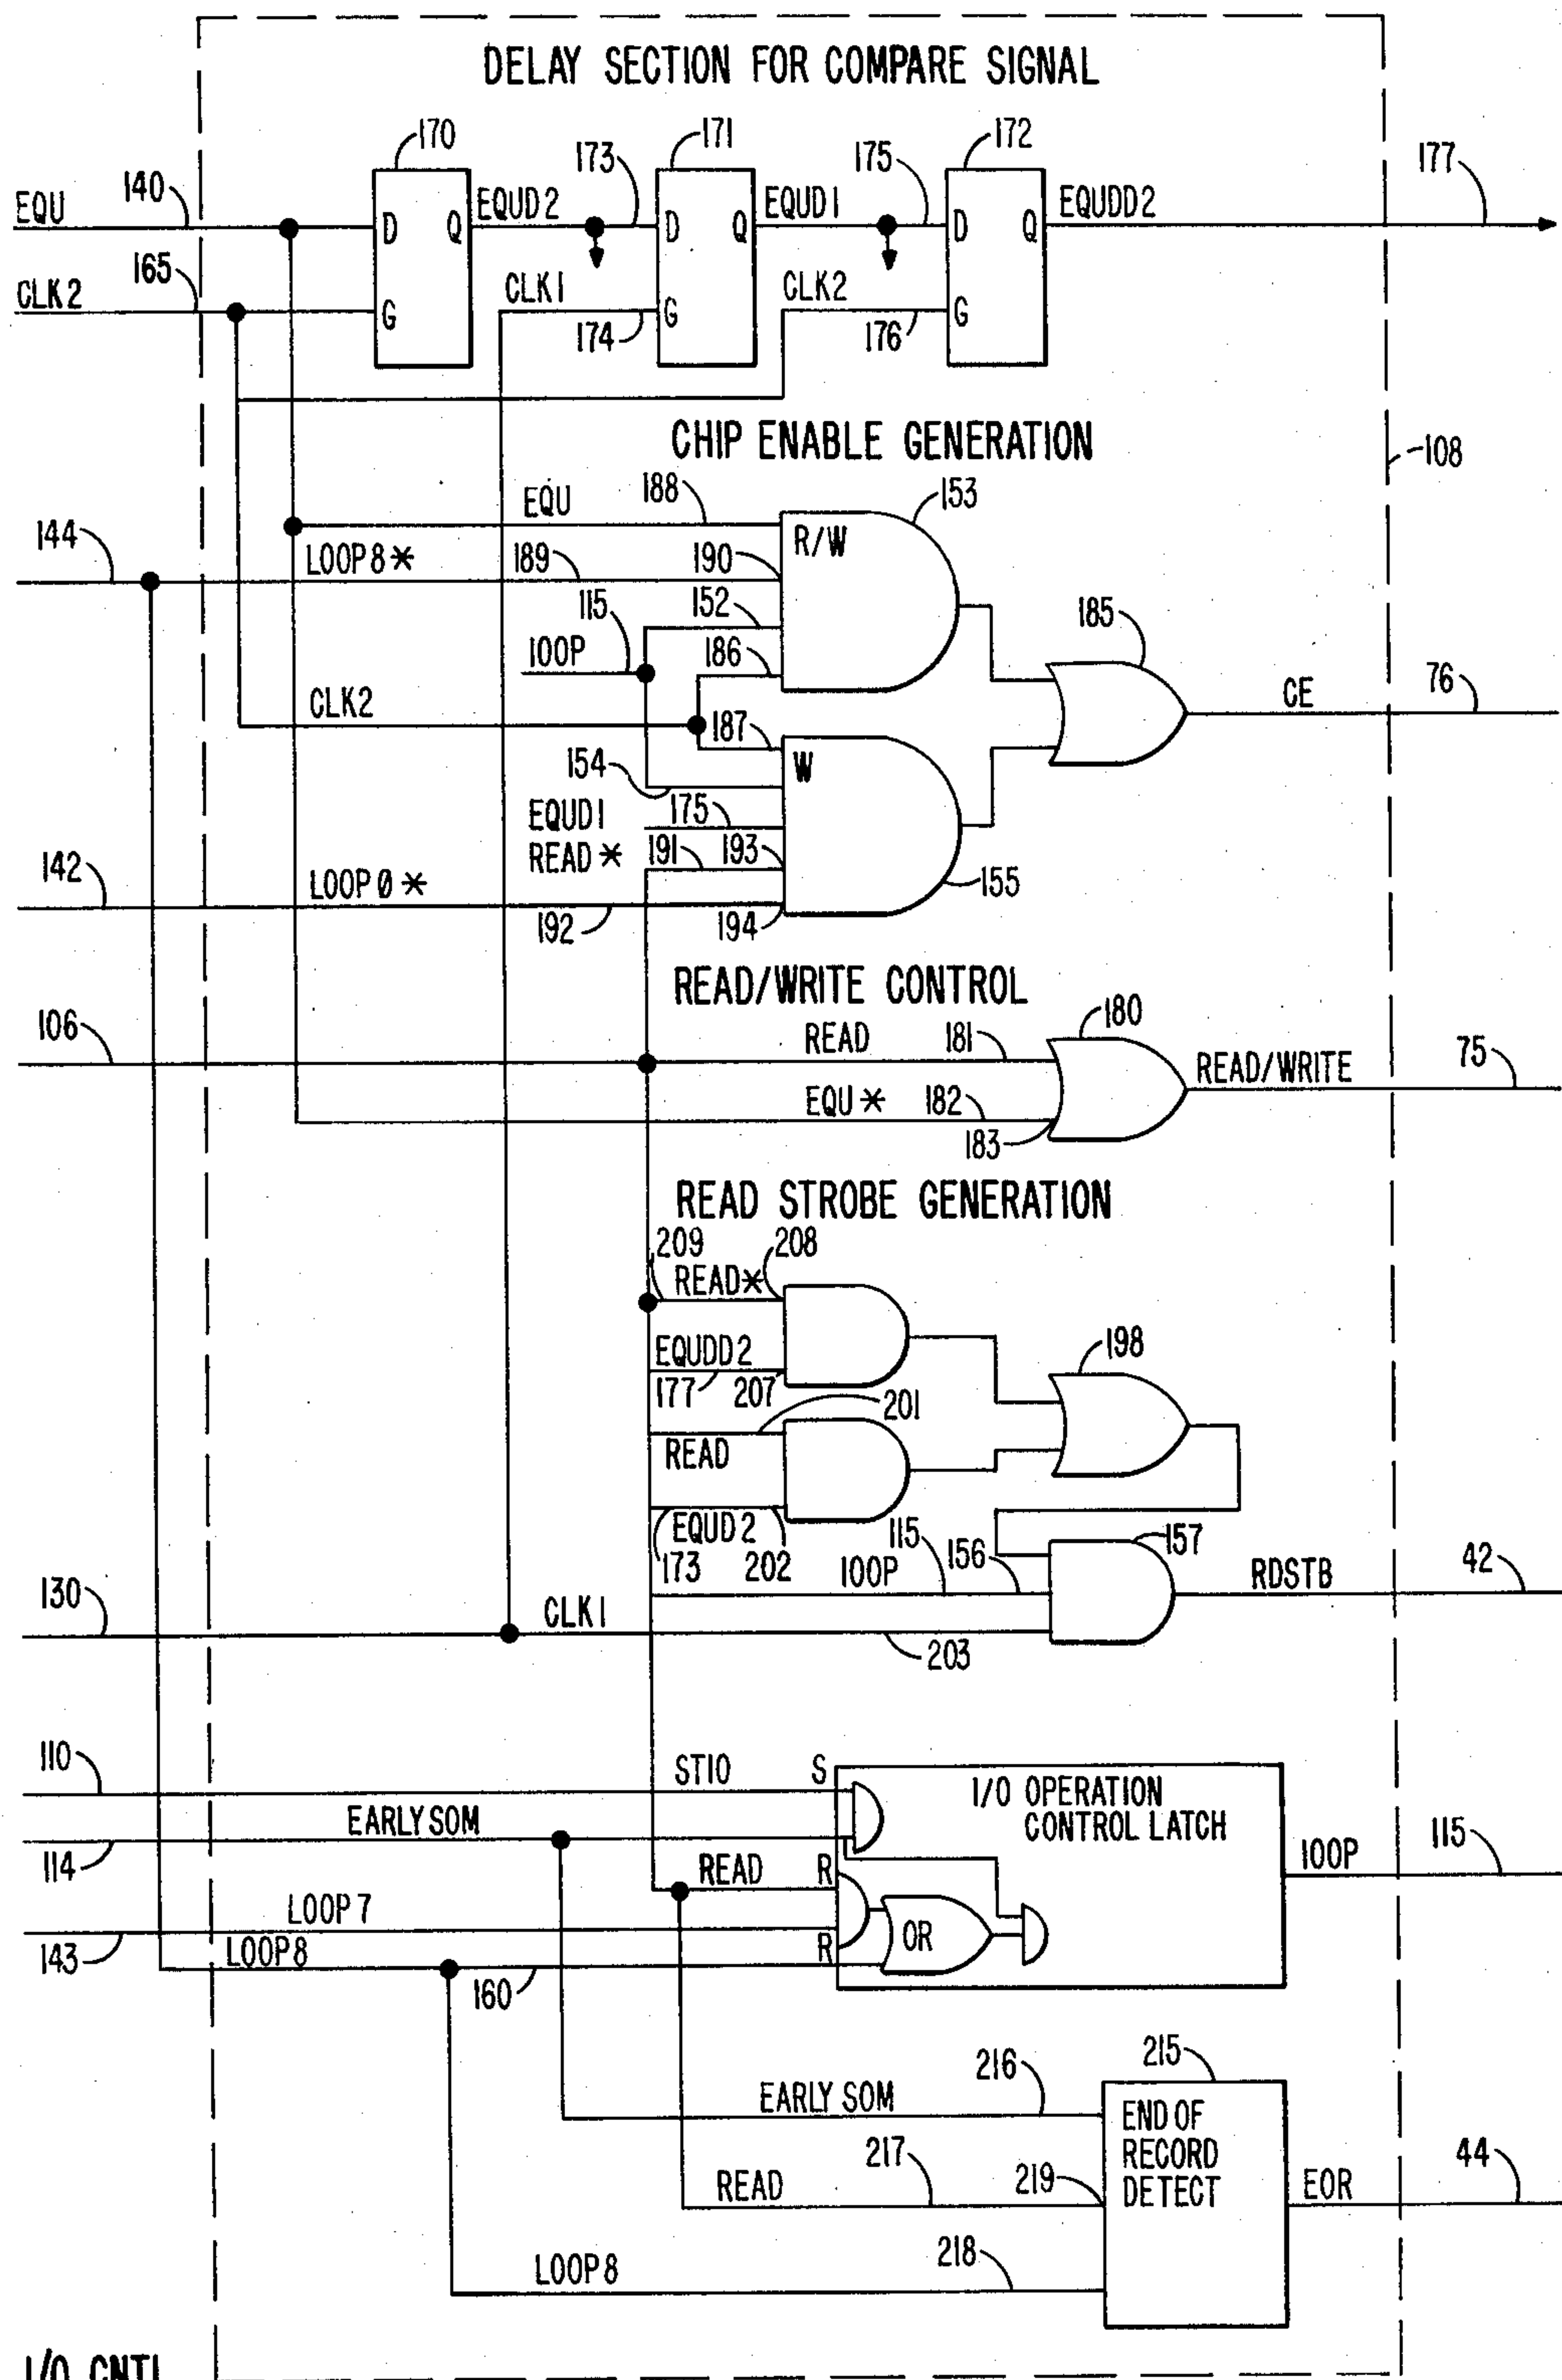 DELAY SECTION FOR COMPARE SIGNAL
170
171
172
173
175
177
EQU
140
D Q
EQUD2
D Q
EQUD1
D Q
EQUDD2
CLK2
165
G
CLK1
174
G
CLK2
176
G
CHIP ENABLE GENERATION
108
EQU
188
153
R/W
144
LOOP8*
189
190
115
152
IOOP
186
185
CLK2
187
CE
76
W
154
EQUD1
175
READ*
191
193
155
142
LOOPØ*
192
194
READ/WRITE CONTROL
106
READ
181
180
READ/WRITE
75
EQU*
182
183
READ STROBE GENERATION
209
208
READ*
EQUDD2
177
207
198
201
READ
EQUD2
173
202
115
IOOP
156
157
RDSTB
42
130
CLK1
203
110
STIO
S
I/O OPERATION
CONTROL LATCH
EARLY SOM
114
READ
R
IOOP
115
LOOP7
143
OR
R
LOOP8
160
215
216
EARLY SOM
END OF
RECORD
DETECT
217
219
READ
EOR
44
LOOP8
218
I/O CNTL